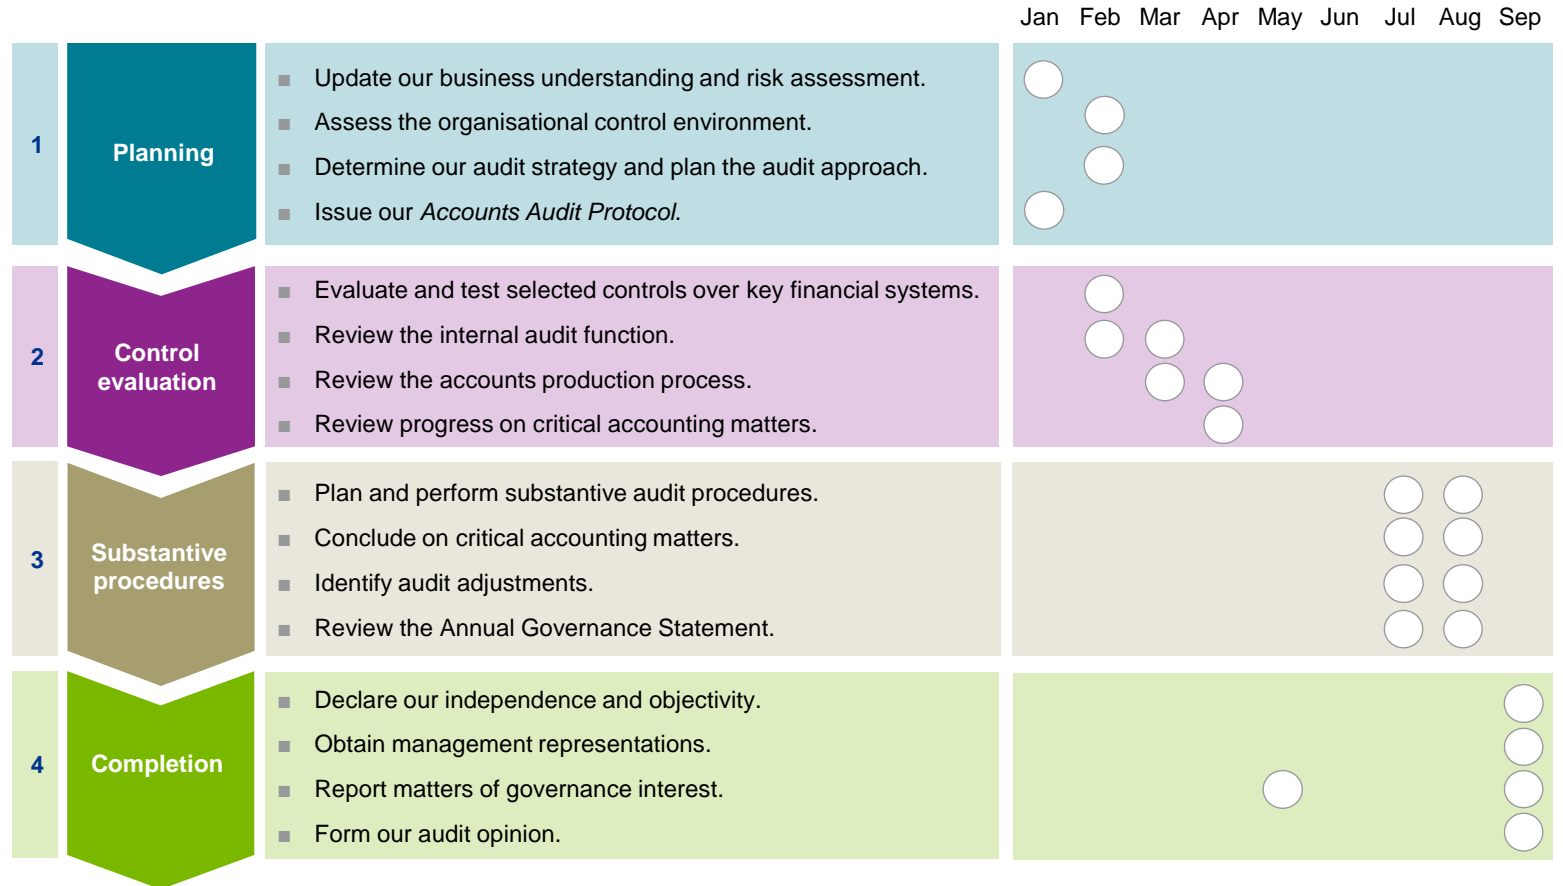 Jan Feb Mar Apr May Jun Jul Aug Sep
1
Planning
■ Update our business understanding and risk assessment.
■ Assess the organisational control environment.
■ Determine our audit strategy and plan the audit approach.
■ Issue our Accounts Audit Protocol.
2
Control
evaluation
■ Evaluate and test selected controls over key financial systems.
■ Review the internal audit function.
■ Review the accounts production process.
■ Review progress on critical accounting matters.
3
Substantive
procedures
■ Plan and perform substantive audit procedures.
■ Conclude on critical accounting matters.
■ Identify audit adjustments.
■ Review the Annual Governance Statement.
4
Completion
■ Declare our independence and objectivity.
■ Obtain management representations.
■ Report matters of governance interest.
■ Form our audit opinion.